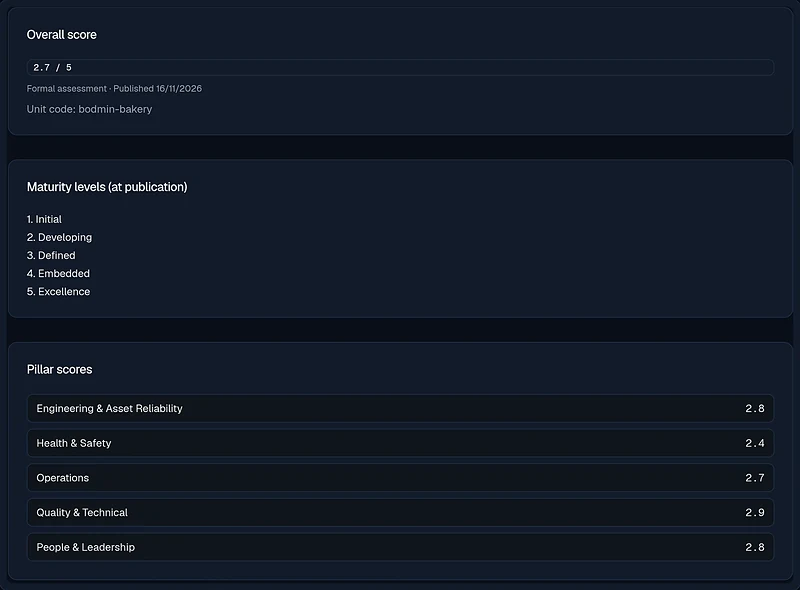 Overall score
2.7 / 5
Formal assessment · Published 16/11/2026
Unit code: bodmin-bakery
Maturity levels (at publication)
1. Initial
2. Developing
3. Defined
4. Embedded
5. Excellence
Pillar scores
Engineering & Asset Reliability 2.8
Health & Safety 2.4
Operations 2.7
Quality & Technical 2.9
People & Leadership 2.8